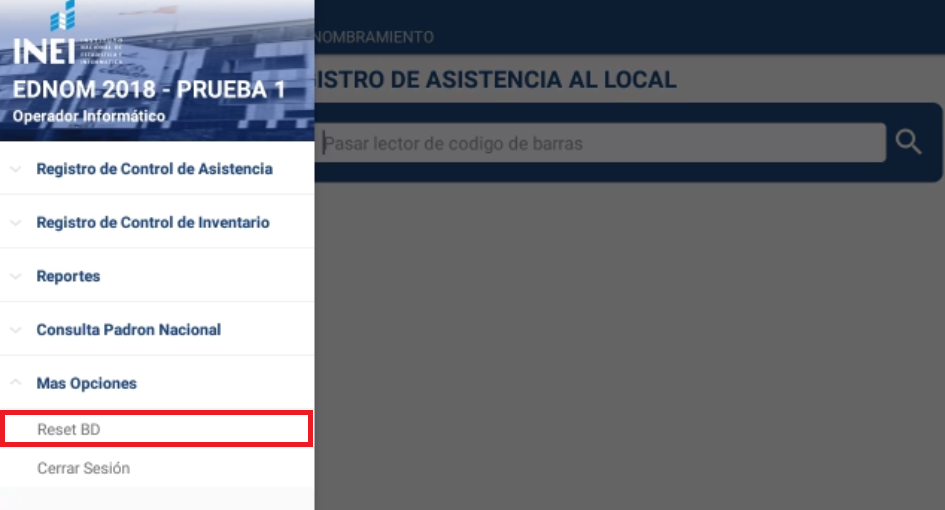 INEI
INSTITUTO
NACIONAL DE
ESTADÍSTICA E
INFORMÁTICA
EDNOM 2018 - PRUEBA 1
Operador Informático
Registro de Control de Asistencia
Registro de Control de Inventario
Reportes
Consulta Padron Nacional
Mas Opciones
Reset BD
Cerrar Sesión
NOMBRAMIENTO
ISTRO DE ASISTENCIA AL LOCAL
Pasar lector de codigo de barras